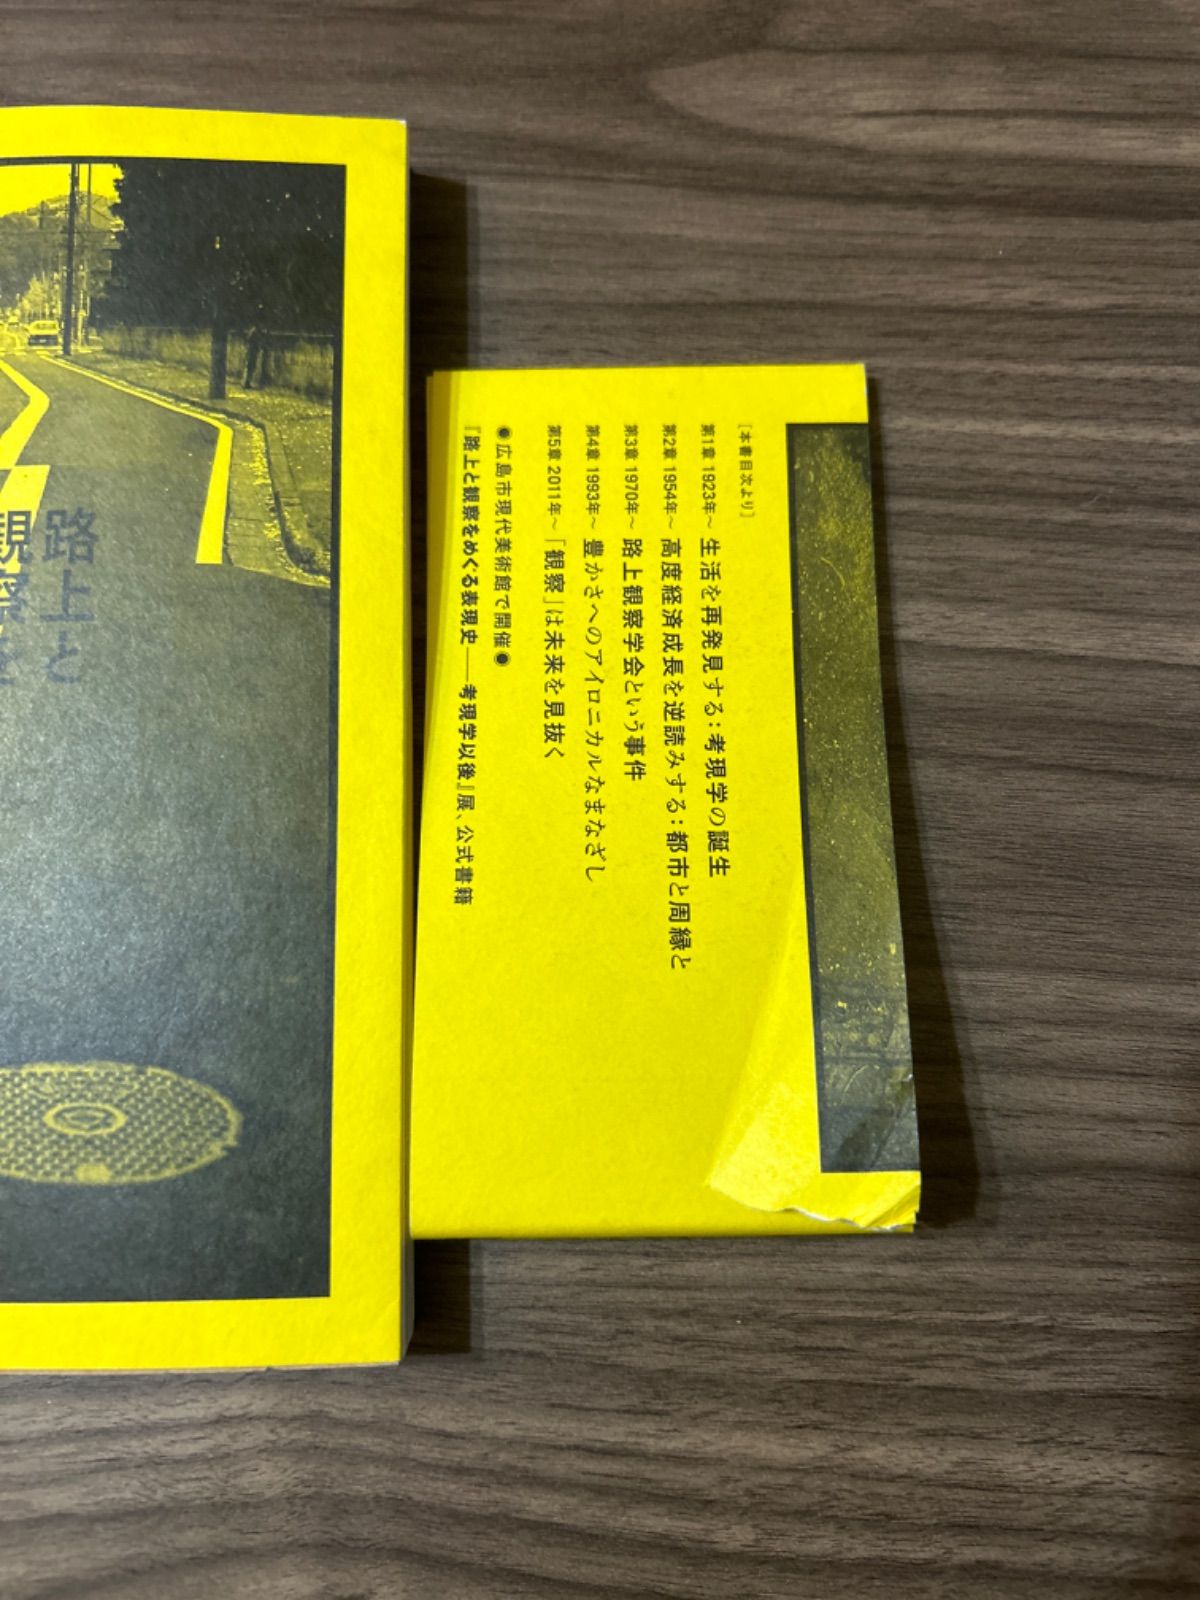 路上と
観察を
[本書目次より]
第1章 1923年~ 生活を再発見する:考現学の誕生
第2章 1954年~ 高度経済成長を逆読みする:都市と周縁と
第3章 1970年~ 路上観察学会という事件
第4章 1993年~ 豊かさへのアイロニカルなまなざし
第5章 2011年~ 「観察」は未来を見抜く
●広島市現代美術館で開催●
『路上と観察をめぐる表現史——考現学以後』展、公式書籍